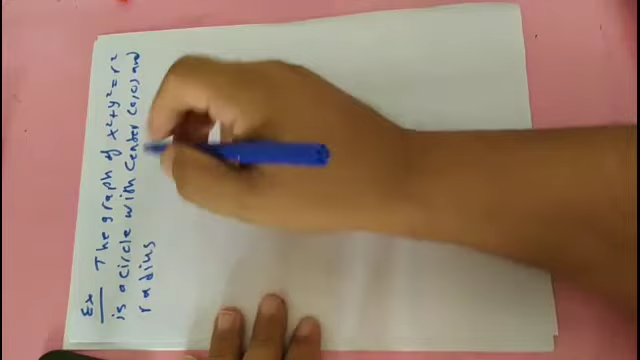 Ex The graph of x²+y²=r²
is a circle with Center (0,0) and
radius